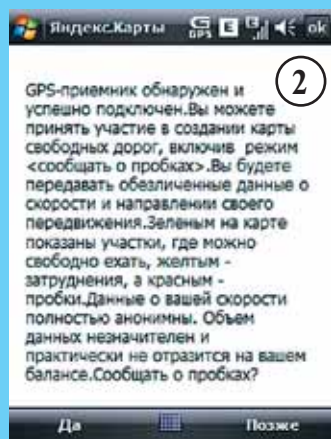 Яндекс.Карты GPS E ok
2
GPS-приемник обнаружен и
успешно подключен.Вы можете
принять участие в создании карты
свободных дорог, включив режим
<сообщать о пробках>.Вы будете
передавать обезличенные данные о
скорости и направлении своего
передвижения.Зеленым на карте
показаны участки, где можно
свободно ехать, желтым -
затруднения, а красным -
пробки.Данные о вашей скорости
полностью анонимны. Объем
данных незначителен и
практически не отразится на вашем
балансе.Сообщать о пробках?
Да Позже